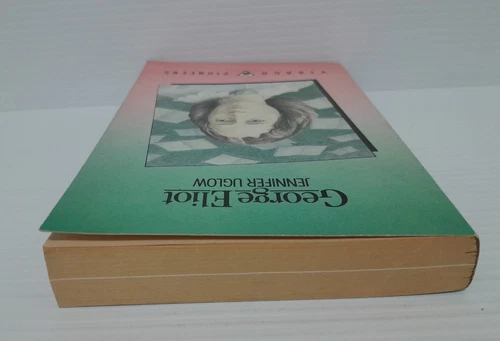 George Eliot
JENNIFER UGLOW
VIRAGO PIONEERS